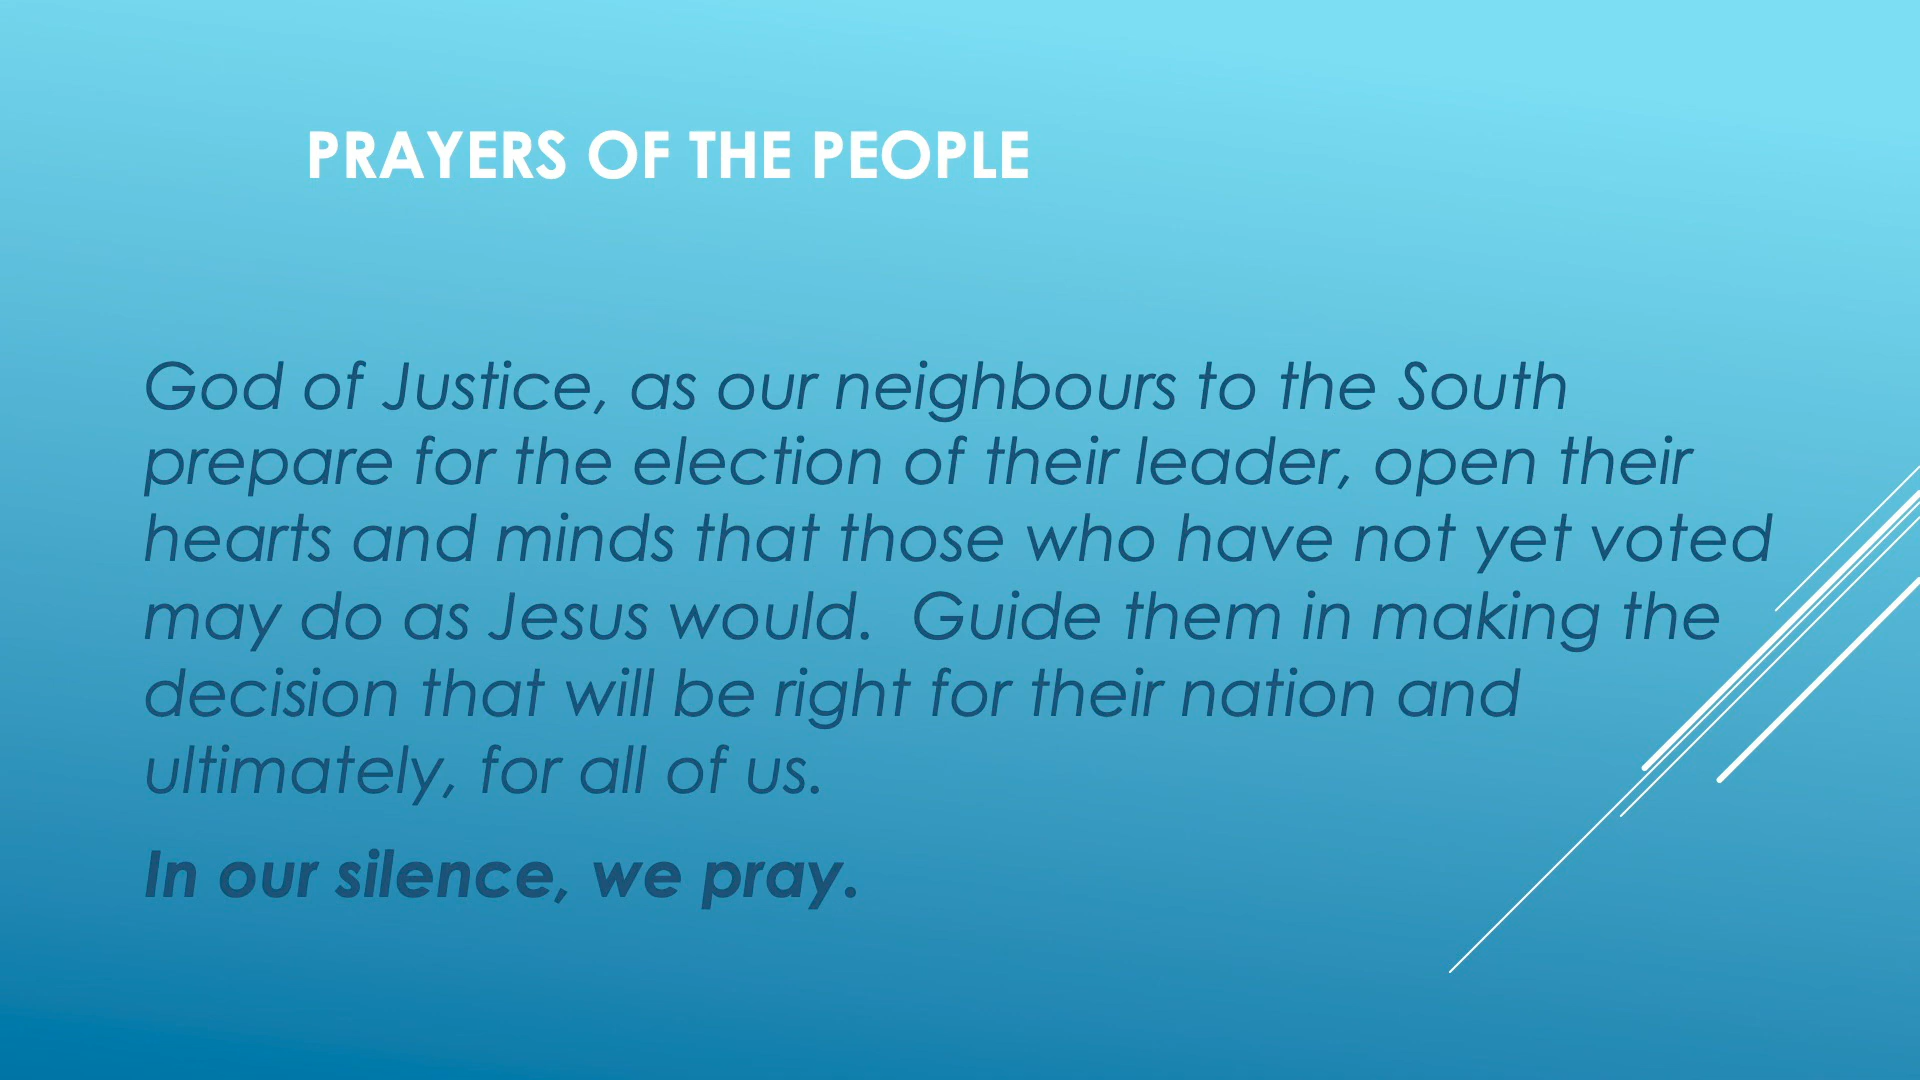 PRAYERS OF THE PEOPLE
God of Justice, as our neighbours to the South
prepare for the election of their leader, open their
hearts and minds that those who have not yet voted
may do as Jesus would.  Guide them in making the
decision that will be right for their nation and
ultimately, for all of us.
In our silence, we pray.